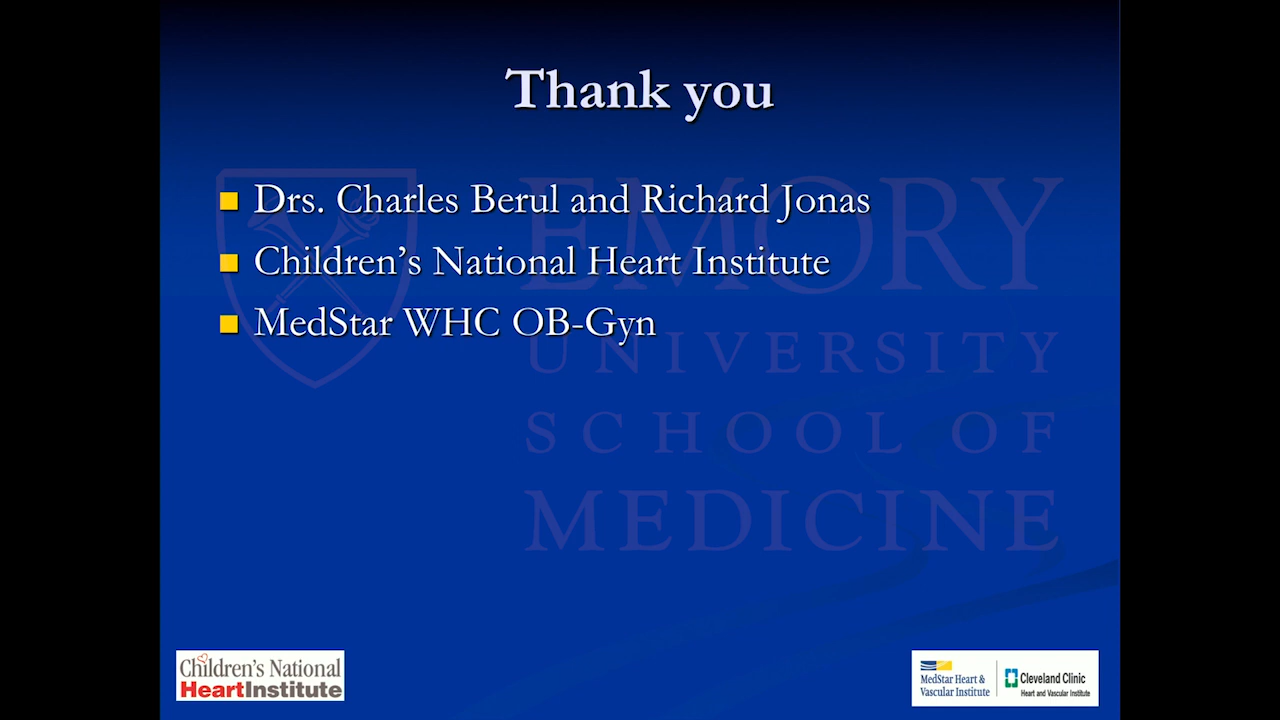 Thank you
Drs. Charles Berul and Richard Jonas
Children’s National Heart Institute
MedStar WHC OB-Gyn
EMORY
UNIVERSITY
SCHOOL OF
MEDICINE
Children's National
HeartInstitute
MedStar Heart &
Vascular Institute
Cleveland Clinic
Heart and Vascular Institute